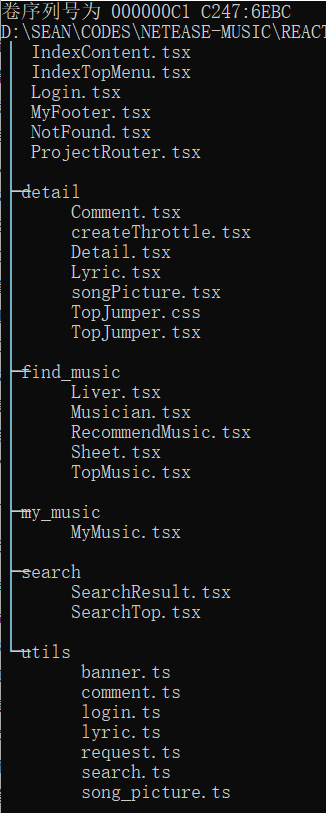 卷序列号为 000000C1 C247:6EBC
D:\SEAN\CODES\NETEASE-MUSIC\REACT
IndexContent.tsx
IndexTopMenu.tsx
Login.tsx
MyFooter.tsx
NotFound.tsx
ProjectRouter.tsx
detail
Comment.tsx
createThrottle.tsx
Detail.tsx
Lyric.tsx
songPicture.tsx
TopJumper.css
TopJumper.tsx
find_music
Liver.tsx
Musician.tsx
RecommendMusic.tsx
Sheet.tsx
TopMusic.tsx
my_music
MyMusic.tsx
search
SearchResult.tsx
SearchTop.tsx
utils
banner.ts
comment.ts
login.ts
lyric.ts
request.ts
search.ts
song_picture.ts